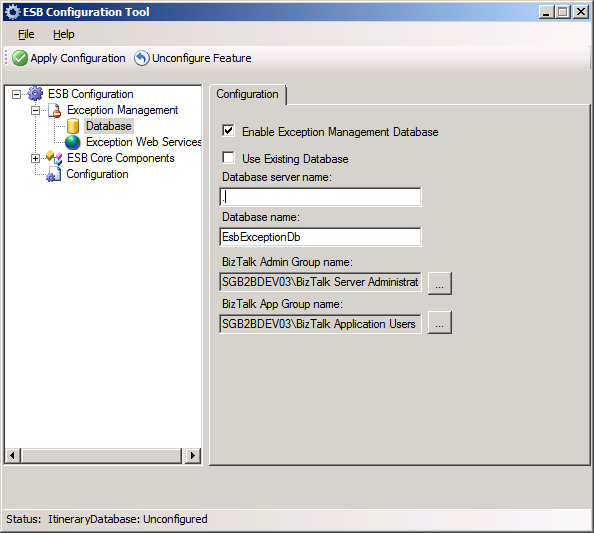 ESB Configuration Tool
File Help
Apply Configuration Unconfigure Feature
ESB Configuration
Exception Management
Database
Exception Web Services
ESB Core Components
Configuration
Configuration
Enable Exception Management Database
Use Existing Database
Database server name:
.
Database name:
EsbExceptionDb
BizTalk Admin Group name:
SGB2BDEV03\BizTalk Server Administrat
...
BizTalk App Group name:
SGB2BDEV03\BizTalk Application Users
...
Status: ItineraryDatabase: Unconfigured